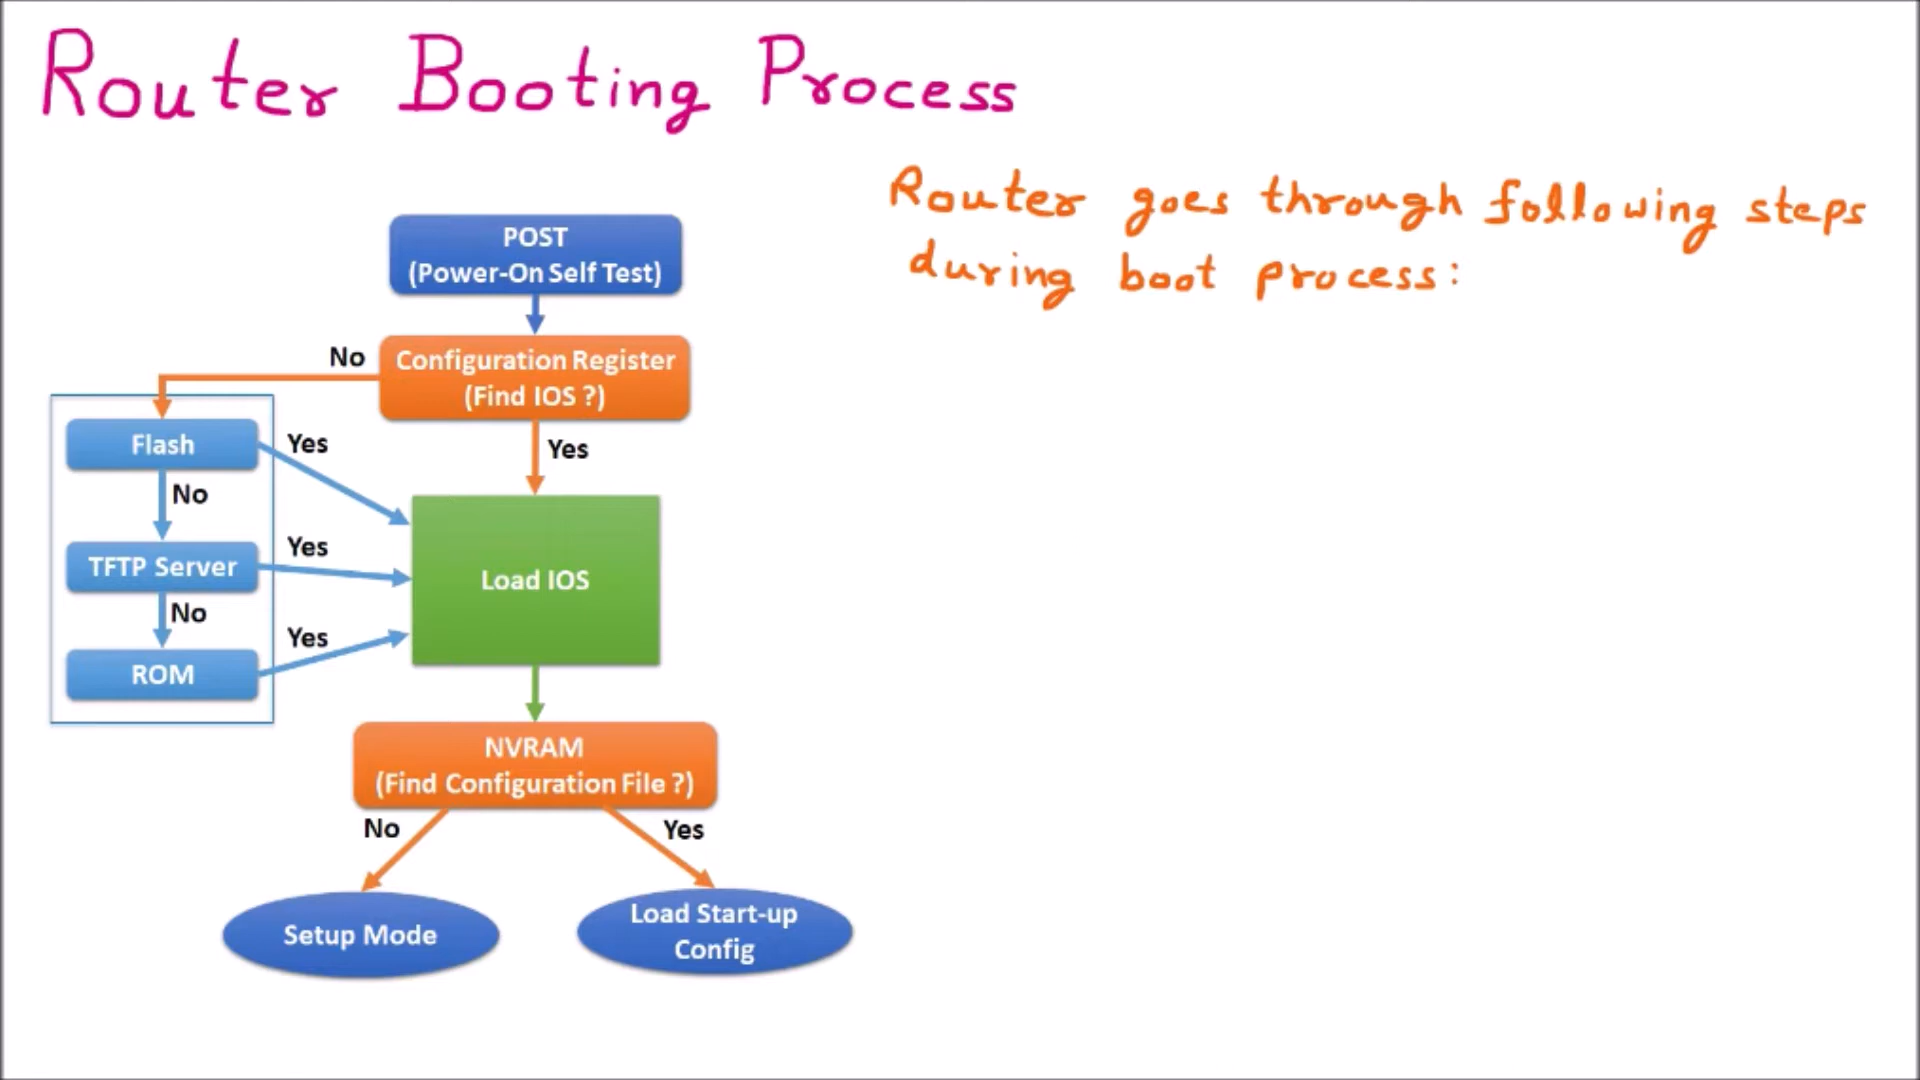 Router Booting Process
Router goes through following steps
during boot process:
POST
(Power-On Self Test)
No
Configuration Register
(Find IOS ?)
Flash
Yes
Yes
No
TFTP Server
Yes
Load IOS
No
ROM
Yes
NVRAM
(Find Configuration File ?)
No
Yes
Setup Mode
Load Start-up
Config